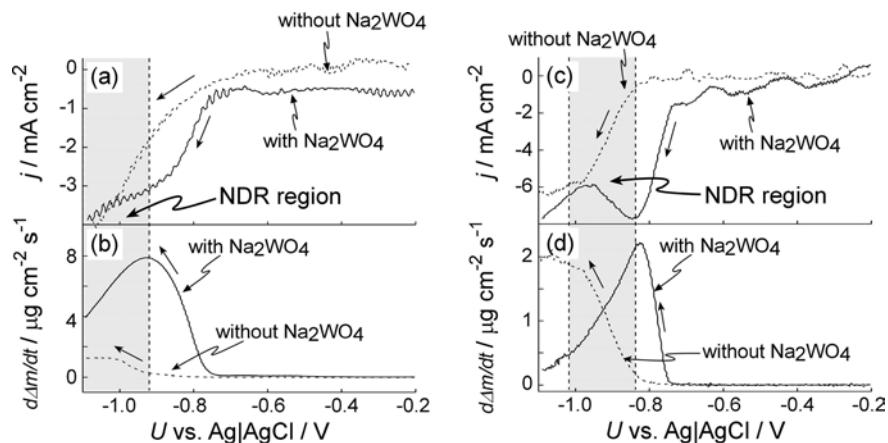 (a)
without Na2WO4
with Na2WO4
NDR region
j / mA cm-2
0
-1
-2
-3
(b)
with Na2WO4
without Na2WO4
dΔm/dt / μg cm-2 s-1
8
4
0
-1.0
-0.8
-0.6
-0.4
-0.2
U vs. Ag|AgCl / V
(c)
without Na2WO4
with Na2WO4
NDR region
j / mA cm-2
0
-2
-4
-6
(d)
with Na2WO4
without Na2WO4
dΔm/dt / μg cm-2 s-1
2
1
0
-1.0
-0.8
-0.6
-0.4
-0.2
U vs. Ag|AgCl / V